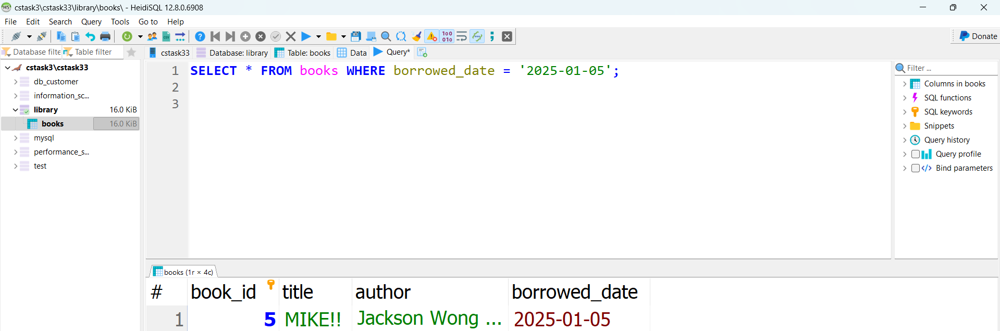 cstask3\cstask33\library\books\ - HeidiSQL 12.8.0.6908
File Edit Search Query Tools Go to Help
Donate
Database filte Table filter
cstask33 Database: library Table: books Data Query*
cstask3\cstask33
db_customer
information_sc...
library 16.0 KiB
books 16.0 KiB
mysql
performance_s...
test
1 SELECT * FROM books WHERE borrowed_date = '2025-01-05';
2
3
Filter ...
Columns in books
SQL functions
SQL keywords
Snippets
Query history
Query profile
Bind parameters
books (1r × 4c)
# book_id title author borrowed_date
1 5 MIKE!! Jackson Wong ... 2025-01-05